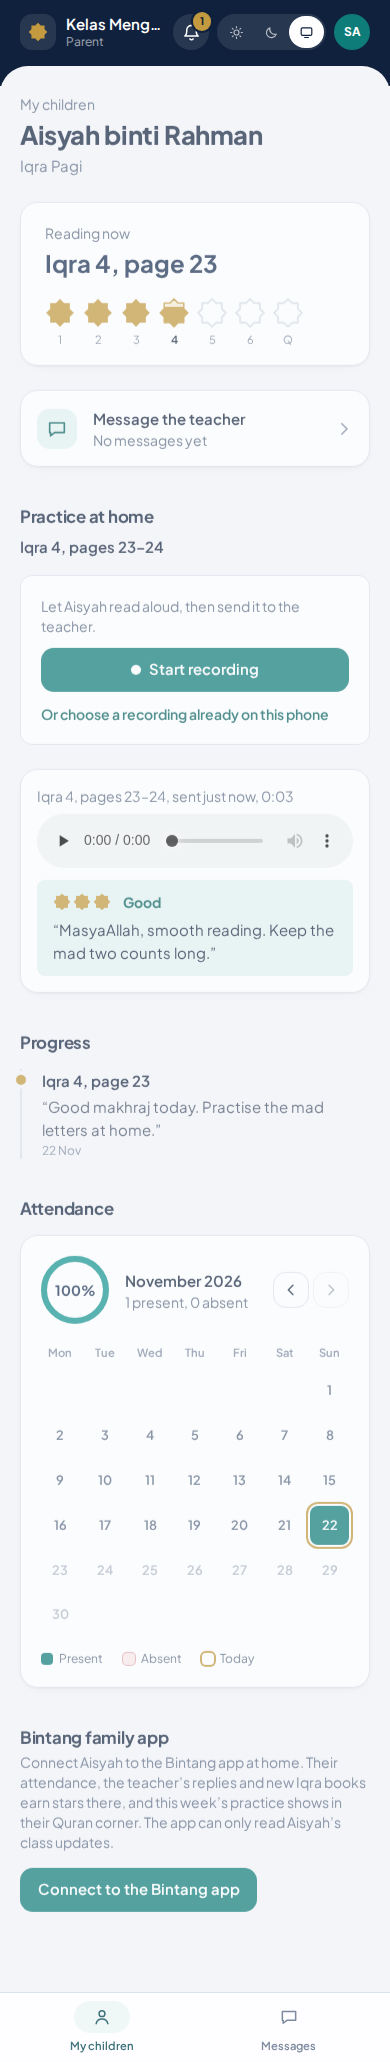 Kelas Meng...
Parent
1
SA
My children
Aisyah binti Rahman
Iqra Pagi
Reading now
Iqra 4, page 23
1 2 3 4 5 6 Q
Message the teacher
No messages yet
Practice at home
Iqra 4, pages 23–24
Let Aisyah read aloud, then send it to the
teacher.
Start recording
Or choose a recording already on this phone
Iqra 4, pages 23–24, sent just now, 0:03
0:00 / 0:00
Good
“MasyaAllah, smooth reading. Keep the
mad two counts long.”
Progress
Iqra 4, page 23
“Good makhraj today. Practise the mad
letters at home.”
22 Nov
Attendance
100%
November 2026
1 present, 0 absent
Mon Tue Wed Thu Fri Sat Sun
1
2 3 4 5 6 7 8
9 10 11 12 13 14 15
16 17 18 19 20 21 22
23 24 25 26 27 28 29
30
Present Absent Today
Bintang family app
Connect Aisyah to the Bintang app at home. Their
attendance, the teacher’s replies and new Iqra books
earn stars there, and this week’s practice shows in
their Quran corner. The app can only read Aisyah’s
class updates.
Connect to the Bintang app
My children
Messages